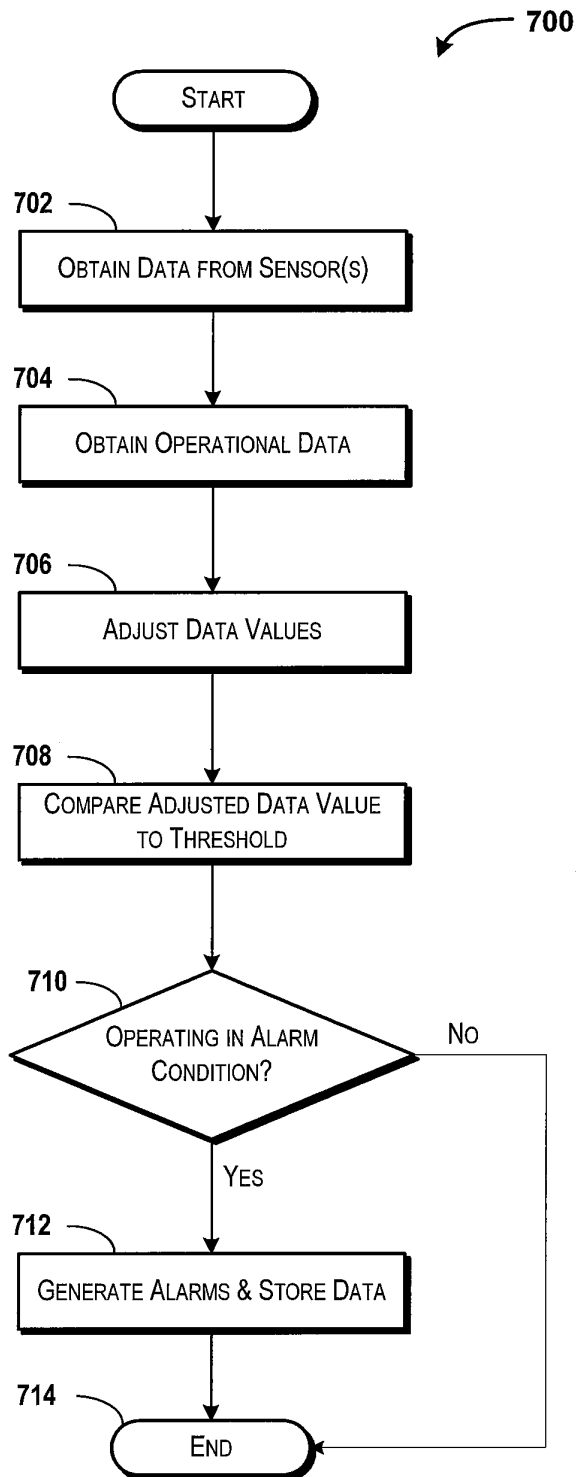 700
START
702
OBTAIN DATA FROM SENSOR(S)
704
OBTAIN OPERATIONAL DATA
706
ADJUST DATA VALUES
708
COMPARE ADJUSTED DATA VALUE
TO THRESHOLD
710
OPERATING IN ALARM
CONDITION?
NO
YES
712
GENERATE ALARMS & STORE DATA
714
END